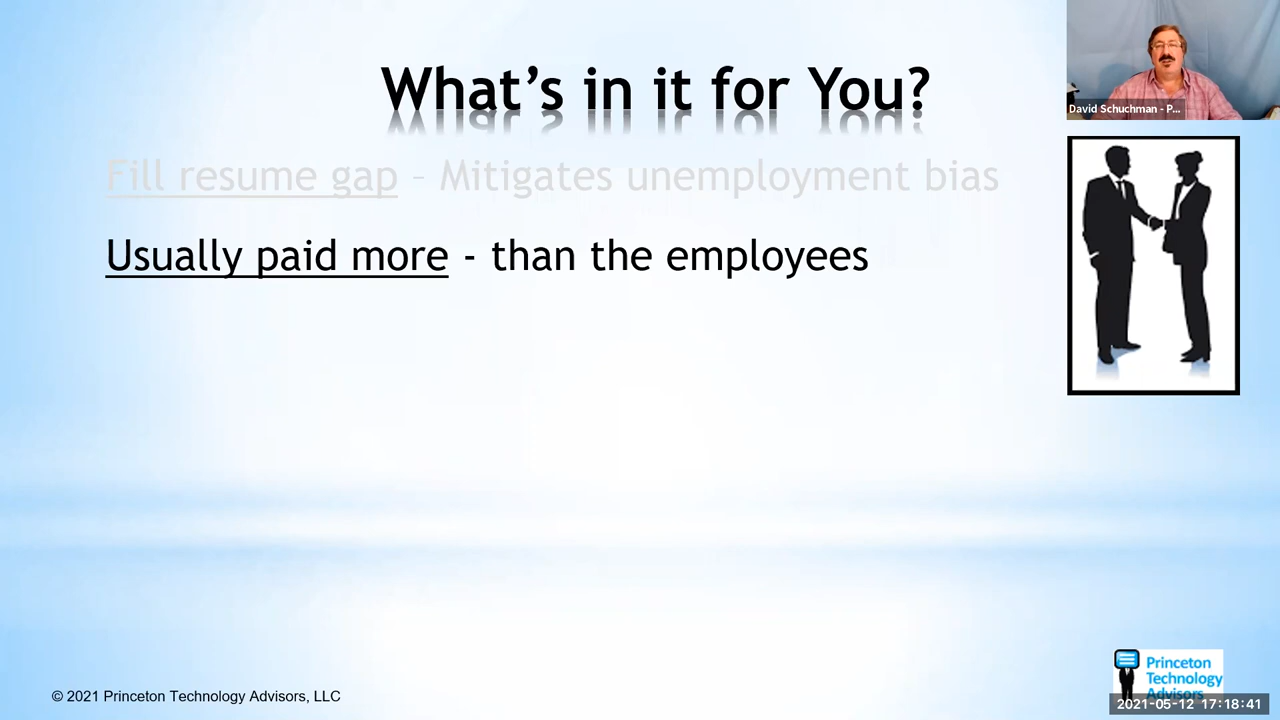 What's in it for You?
David Schuchman - P...
Fill resume gap – Mitigates unemployment bias
Usually paid more - than the employees
© 2021 Princeton Technology Advisors, LLC
Princeton
Technology
Advisors
2021-05-12 17:18:41